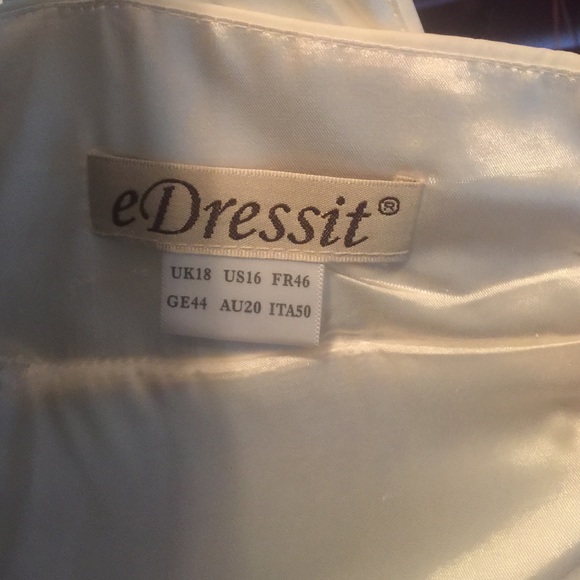 eDressit®
UK18 US16 FR46
GE44 AU20 ITA50